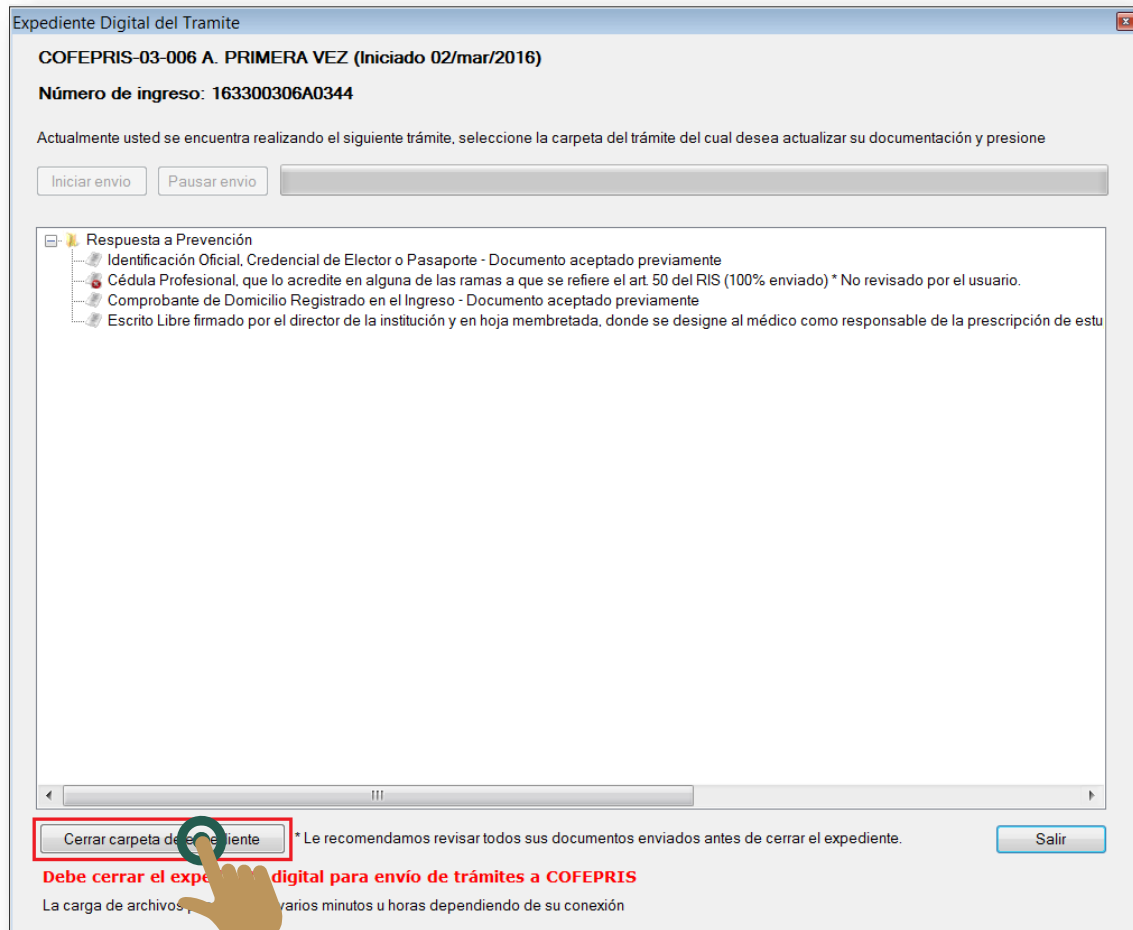 Expediente Digital del Tramite
COFEPRIS-03-006 A. PRIMERA VEZ (Iniciado 02/mar/2016)
Número de ingreso: 163300306A0344
Actualmente usted se encuentra realizando el siguiente trámite, seleccione la carpeta del trámite del cual desea actualizar su documentación y presione
Iniciar envio Pausar envio
Respuesta a Prevención
Identificación Oficial, Credencial de Elector o Pasaporte - Documento aceptado previamente
Cédula Profesional, que lo acredite en alguna de las ramas a que se refiere el art. 50 del RIS (100% enviado) * No revisado por el usuario.
Comprobante de Domicilio Registrado en el Ingreso - Documento aceptado previamente
Escrito Libre firmado por el director de la institución y en hoja membretada, donde se designe al médico como responsable de la prescripción de estu
Cerrar carpeta de expediente * Le recomendamos revisar todos sus documentos enviados antes de cerrar el expediente. Salir
Debe cerrar el digital para envío de trámites a COFEPRIS
La carga de archivos varios minutos u horas dependiendo de su conexión